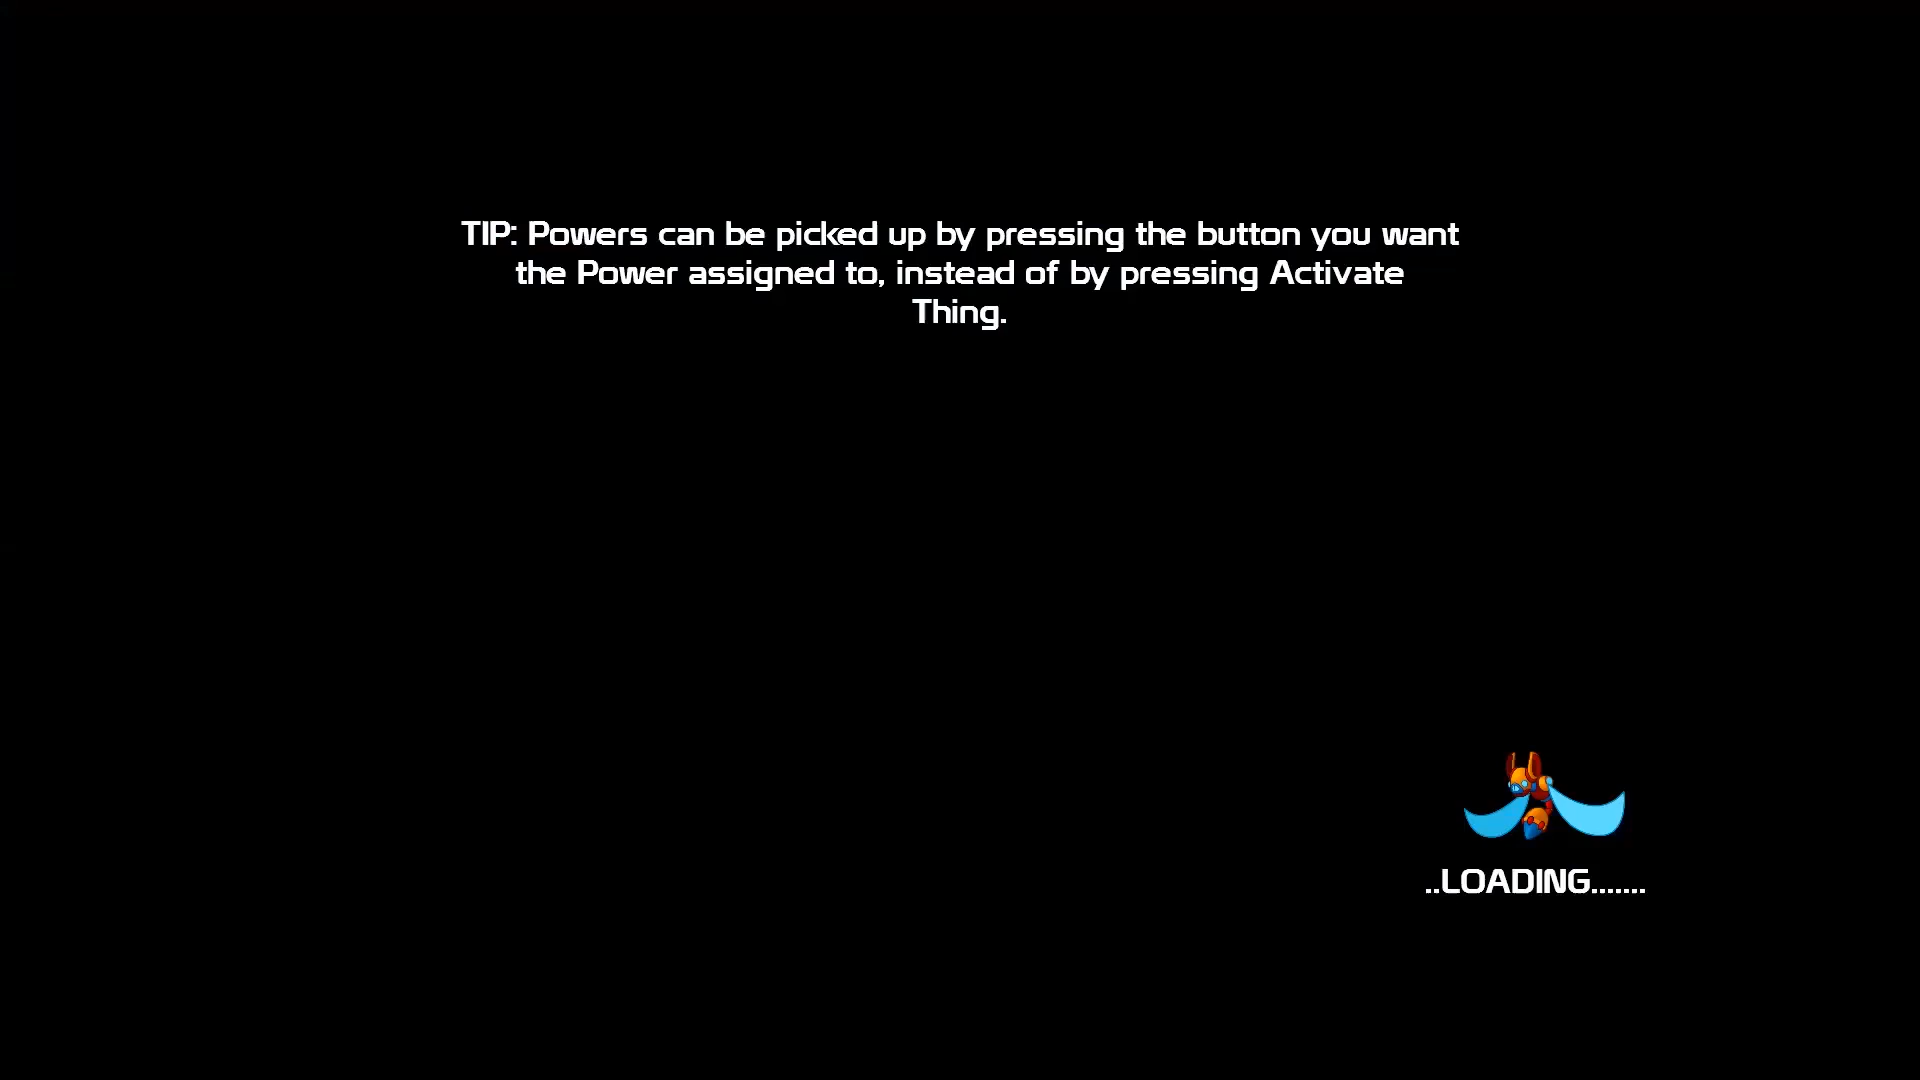 TIP: Powers can be picked up by pressing the button you want
the Power assigned to, instead of by pressing Activate
Thing.
..LOADING.......